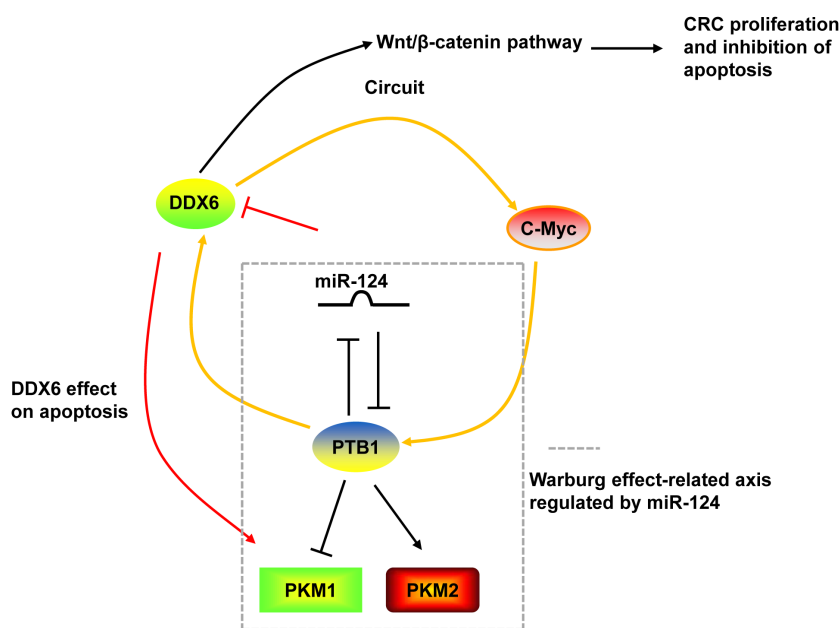 CRC proliferation
and inhibition of
apoptosis
Wnt/β-catenin pathway
Circuit
DDX6
C-Myc
miR-124
DDX6 effect
on apoptosis
PTB1
Warburg effect-related axis
regulated by miR-124
PKM1
PKM2